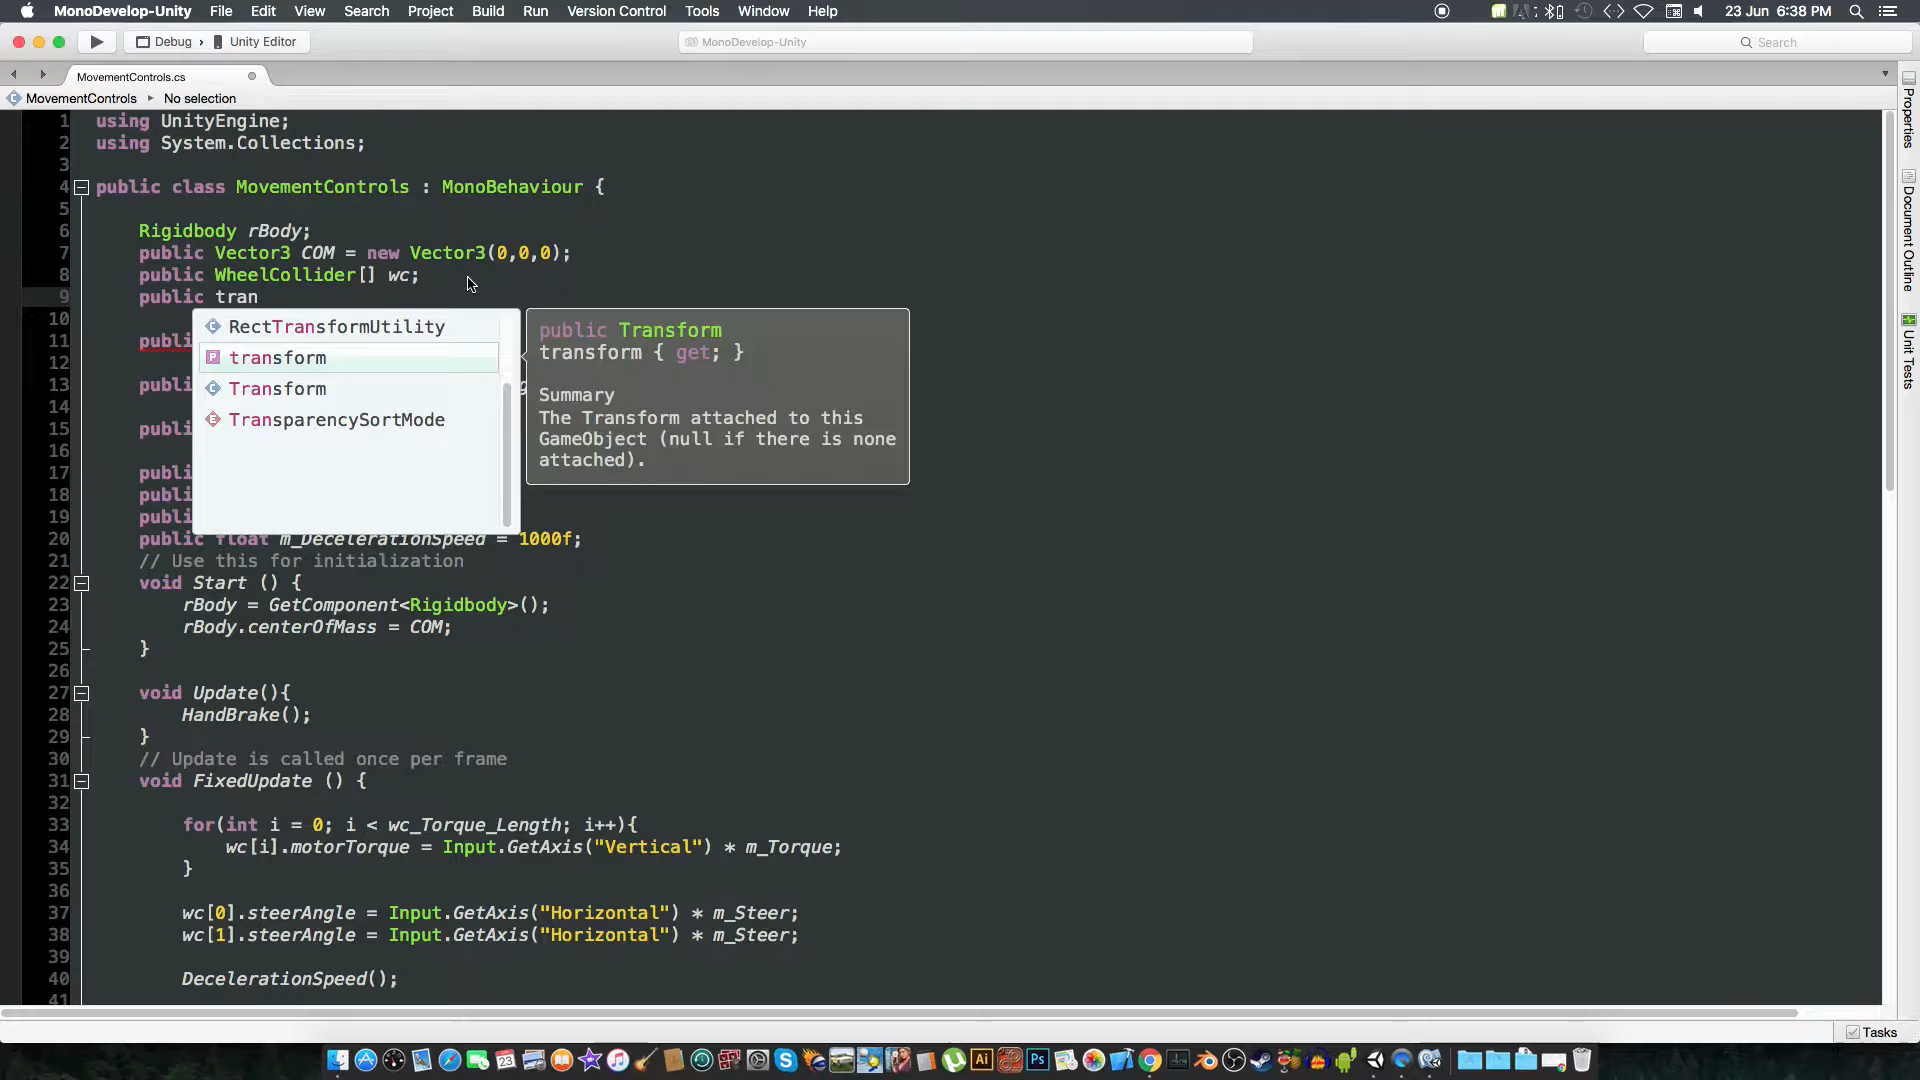 MonoDevelop-Unity File Edit View Search Project Build Run Version Control Tools Window Help 23 Jun 6:38 PM
Debug › Unity Editor MonoDevelop-Unity Search
MovementControls.cs
MovementControls ▸ No selection
1 using UnityEngine;
2 using System.Collections;
3
4 public class MovementControls : MonoBehaviour {
5
6 Rigidbody rBody;
7 public Vector3 COM = new Vector3(0,0,0);
8 public WheelCollider[] wc;
9 public tran
10
11 publi
12
13 publi
14
15 publi
16
17 publi
18 publi
19 publi
20 public float m_DecelerationSpeed = 1000f;
21 // Use this for initialization
22 void Start () {
23 rBody = GetComponent<Rigidbody>();
24 rBody.centerOfMass = COM;
25 }
26
27 void Update(){
28 HandBrake();
29 }
30 // Update is called once per frame
31 void FixedUpdate () {
32
33 for(int i = 0; i < wc_Torque_Length; i++){
34 wc[i].motorTorque = Input.GetAxis("Vertical") * m_Torque;
35 }
36
37 wc[0].steerAngle = Input.GetAxis("Horizontal") * m_Steer;
38 wc[1].steerAngle = Input.GetAxis("Horizontal") * m_Steer;
39
40 DecelerationSpeed();
41
RectTransformUtility
transform
Transform
TransparencySortMode
public Transform
transform { get; }
Summary
The Transform attached to this
GameObject (null if there is none
attached).
Properties
Document Outline
Unit Tests
Tasks